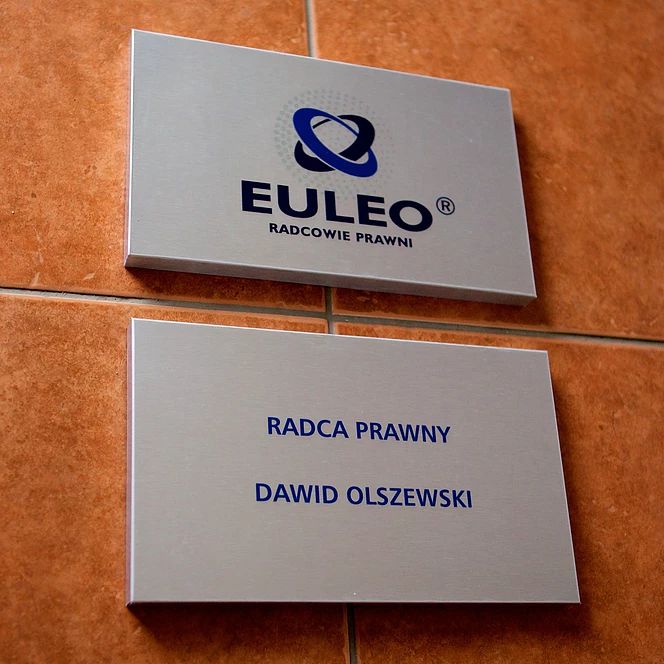 EULEO®
RADCOWIE PRAWNI
RADCA PRAWNY
DAWID OLSZEWSKI